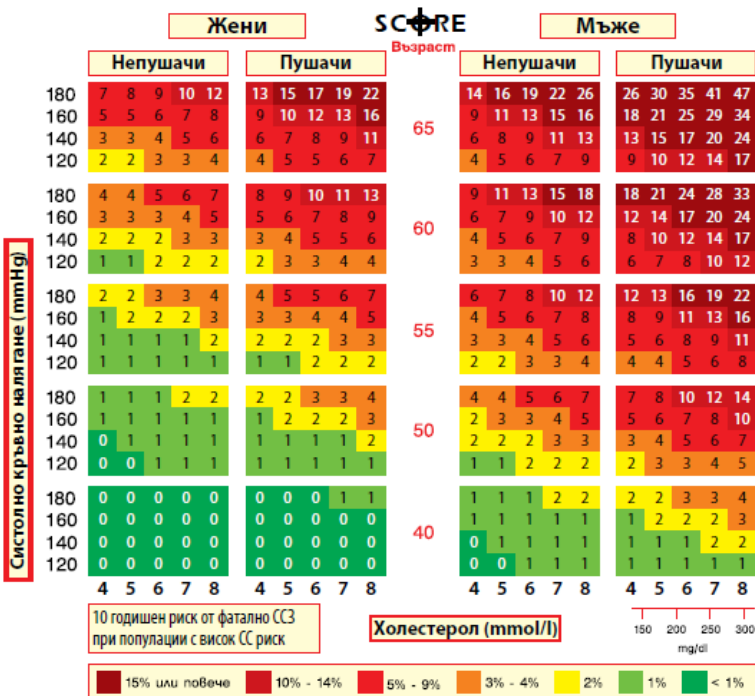 Жени SCORE Мъже
Възраст
Непушачи Пушачи Непушачи Пушачи
180 7 8 9 10 12 13 15 17 19 22 14 16 19 22 26 26 30 35 41 47
160 5 5 6 7 8 9 10 12 13 16 9 11 13 15 16 18 21 25 29 34
65
140 3 3 4 5 6 6 7 8 9 11 6 8 9 11 13 13 15 17 20 24
120 2 2 3 3 4 4 5 5 6 7 4 5 6 7 9 9 10 12 14 17
180 4 4 5 6 7 8 9 10 11 13 9 11 13 15 18 18 21 24 28 33
160 3 3 3 4 5 5 6 7 8 9 6 7 9 10 12 12 14 17 20 24
60
140 2 2 2 3 3 3 4 5 5 6 4 5 6 7 9 8 10 12 14 17
120 1 1 2 2 2 2 3 3 4 4 3 3 4 5 6 6 7 8 10 12
180 2 2 3 3 4 4 5 5 6 7 6 7 8 10 12 12 13 16 19 22
160 1 2 2 2 3 3 3 4 4 5 4 5 6 7 8 8 9 11 13 16
55
140 1 1 1 1 2 2 2 2 3 3 3 3 4 5 6 5 6 8 9 11
120 1 1 1 1 1 1 1 2 2 2 2 2 3 3 4 4 4 5 6 8
180 1 1 1 2 2 2 2 3 3 4 4 4 5 6 7 7 8 10 12 14
160 1 1 1 1 1 1 2 2 2 3 2 3 3 4 5 5 6 7 8 10
50
140 0 1 1 1 1 1 1 1 1 2 2 2 2 3 3 3 4 5 6 7
120 0 0 1 1 1 1 1 1 1 1 1 1 2 2 2 2 3 3 4 5
180 0 0 0 0 0 0 0 0 1 1 1 1 1 2 2 2 2 3 3 4
160 0 0 0 0 0 0 0 0 0 0 1 1 1 1 1 1 2 2 2 3
40
140 0 0 0 0 0 0 0 0 0 0 0 1 1 1 1 1 1 1 2 2
120 0 0 0 0 0 0 0 0 0 0 0 0 1 1 1 1 1 1 1 1
4 5 6 7 8 4 5 6 7 8 4 5 6 7 8 4 5 6 7 8
Систолно кръвно налягане (mmHg)
10 годишен риск от фатално ССЗ
при популации с висок СС риск
Холестерол (mmol/l)
150 200 250 300
mg/dl
15% или повече 10% - 14% 5% - 9% 3% - 4% 2% 1% < 1%